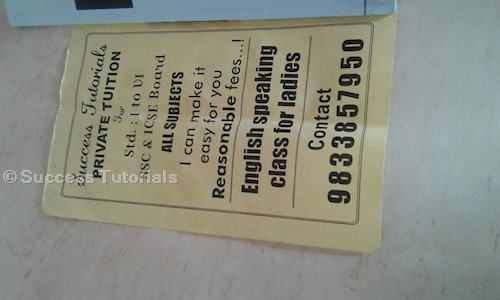 Success Tutorials
PRIVATE TUITION
For
Std. : I to VI
SSC & ICSE Board
ALL SUBJECTS
I can make it
easy for you
Reasonable fees...!
English speaking
class for ladies
Contact
9833857950
© Success Tutorials